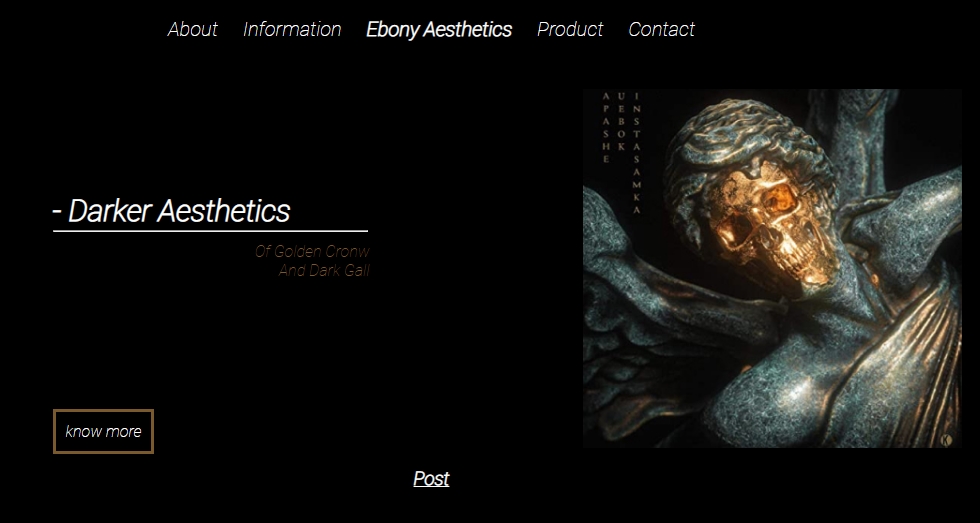 About Information Ebony Aesthetics Product Contact
APASHE
UEBOK
INSTASAMKA
- Darker Aesthetics
Of Golden Cronw
And Dark Gall
know more
Post